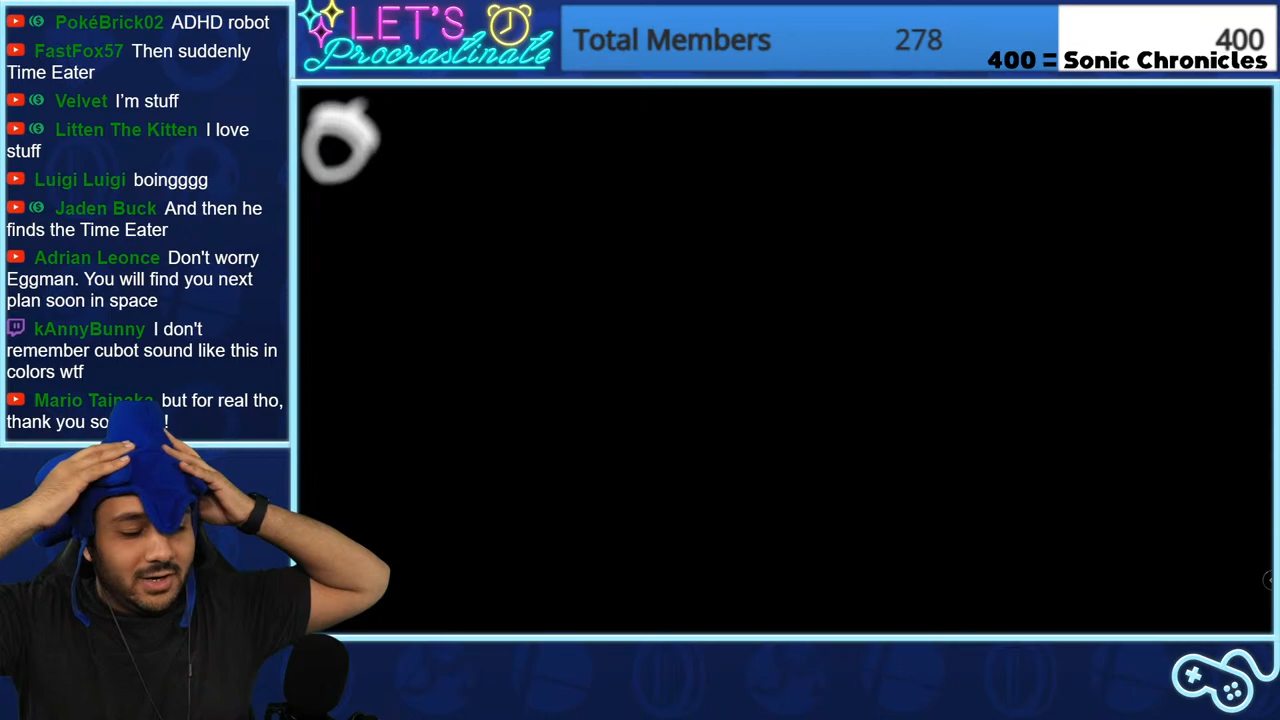 PokéBrick02 ADHD robot
FastFox57 Then suddenly
Time Eater
Velvet I’m stuff
Litten The Kitten I love
stuff
Luigi Luigi boingggg
Jaden Buck And then he
finds the Time Eater
Adrian Leonce Don't worry
Eggman. You will find you next
plan soon in space
kAnnyBunny I don't
remember cubot sound like this in
colors wtf
Mario Tainaka but for real tho,
thank you so !
LET'S
Procrastinate
Total Members 278 400
400 = Sonic Chronicles